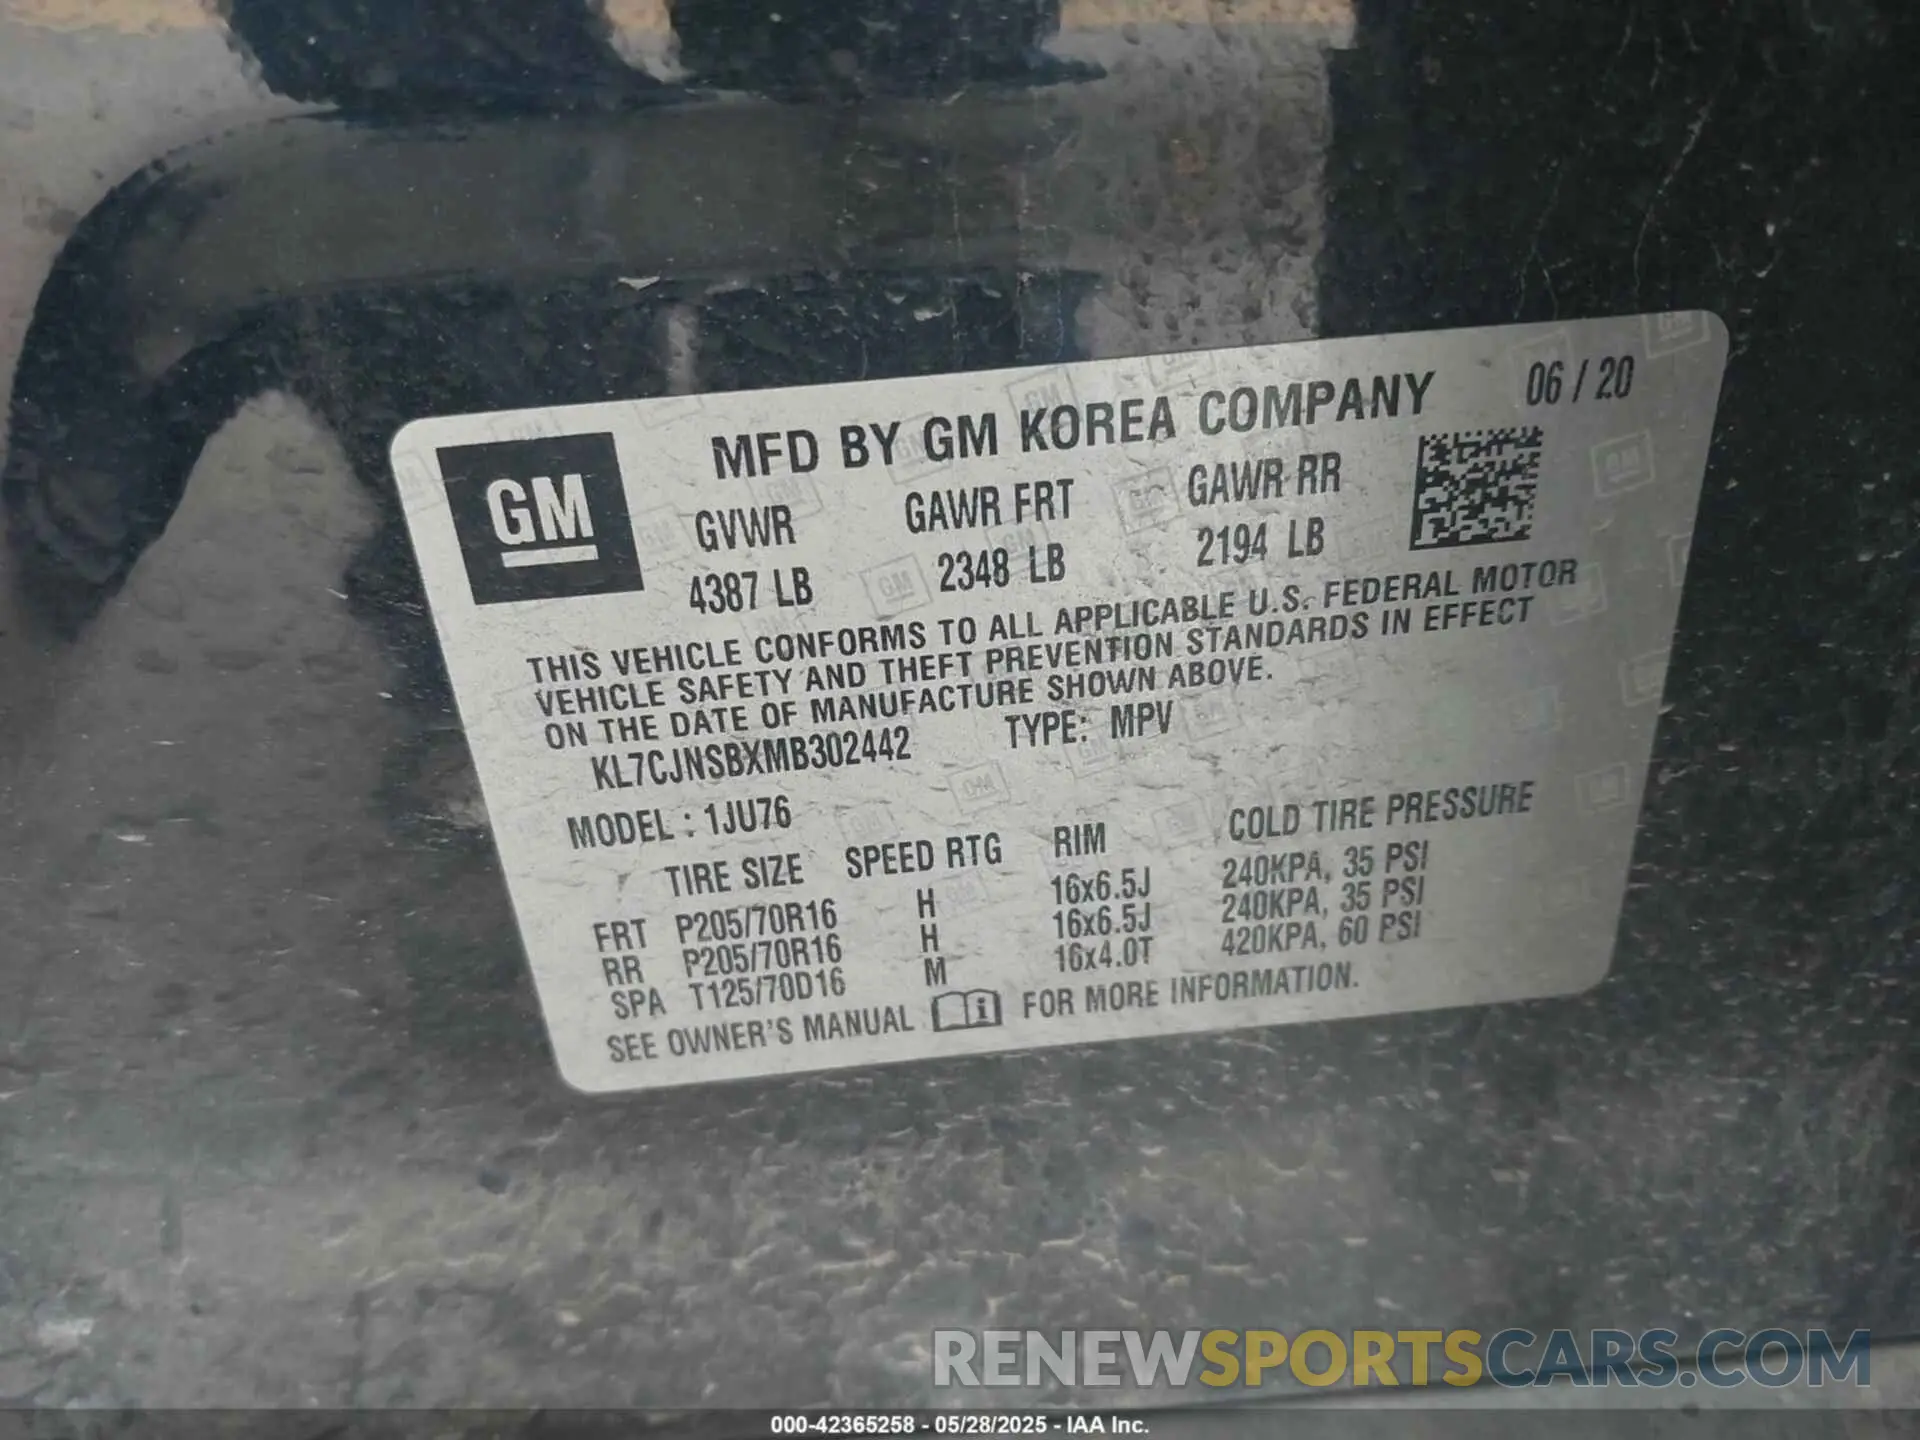 MFD BY GM KOREA COMPANY 06 / 20
GM
GVWR GAWR FRT GAWR RR
4387 LB 2348 LB 2194 LB
THIS VEHICLE CONFORMS TO ALL APPLICABLE U.S. FEDERAL MOTOR
VEHICLE SAFETY AND THEFT PREVENTION STANDARDS IN EFFECT
ON THE DATE OF MANUFACTURE SHOWN ABOVE.
KL7CJNSBXMB302442 TYPE: MPV
MODEL : 1JU76
TIRE SIZE SPEED RTG RIM COLD TIRE PRESSURE
FRT P205/70R16 H 16x6.5J 240KPA, 35 PSI
RR P205/70R16 H 16x6.5J 240KPA, 35 PSI
SPA T125/70D16 M 16x4.0T 420KPA, 60 PSI
SEE OWNER'S MANUAL FOR MORE INFORMATION.
RENEWSPORTSCARS.COM
000-42365258 - 05/28/2025 - IAA Inc.